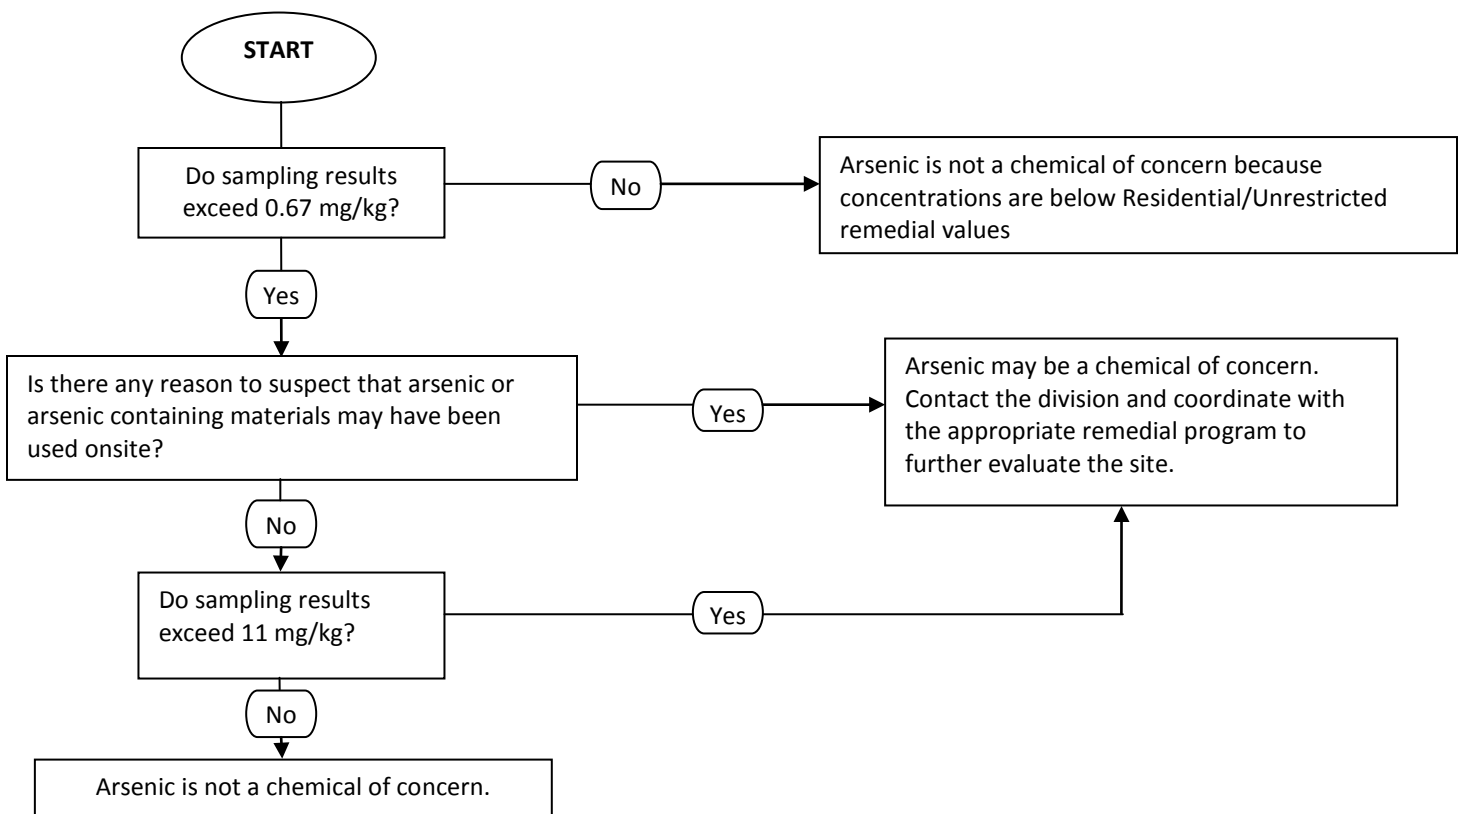 START
Do sampling results
exceed 0.67 mg/kg?
No
Arsenic is not a chemical of concern because
concentrations are below Residential/Unrestricted
remedial values
Yes
Is there any reason to suspect that arsenic or
arsenic containing materials may have been
used onsite?
Yes
Arsenic may be a chemical of concern.
Contact the division and coordinate with
the appropriate remedial program to
further evaluate the site.
No
Do sampling results
exceed 11 mg/kg?
Yes
No
Arsenic is not a chemical of concern.